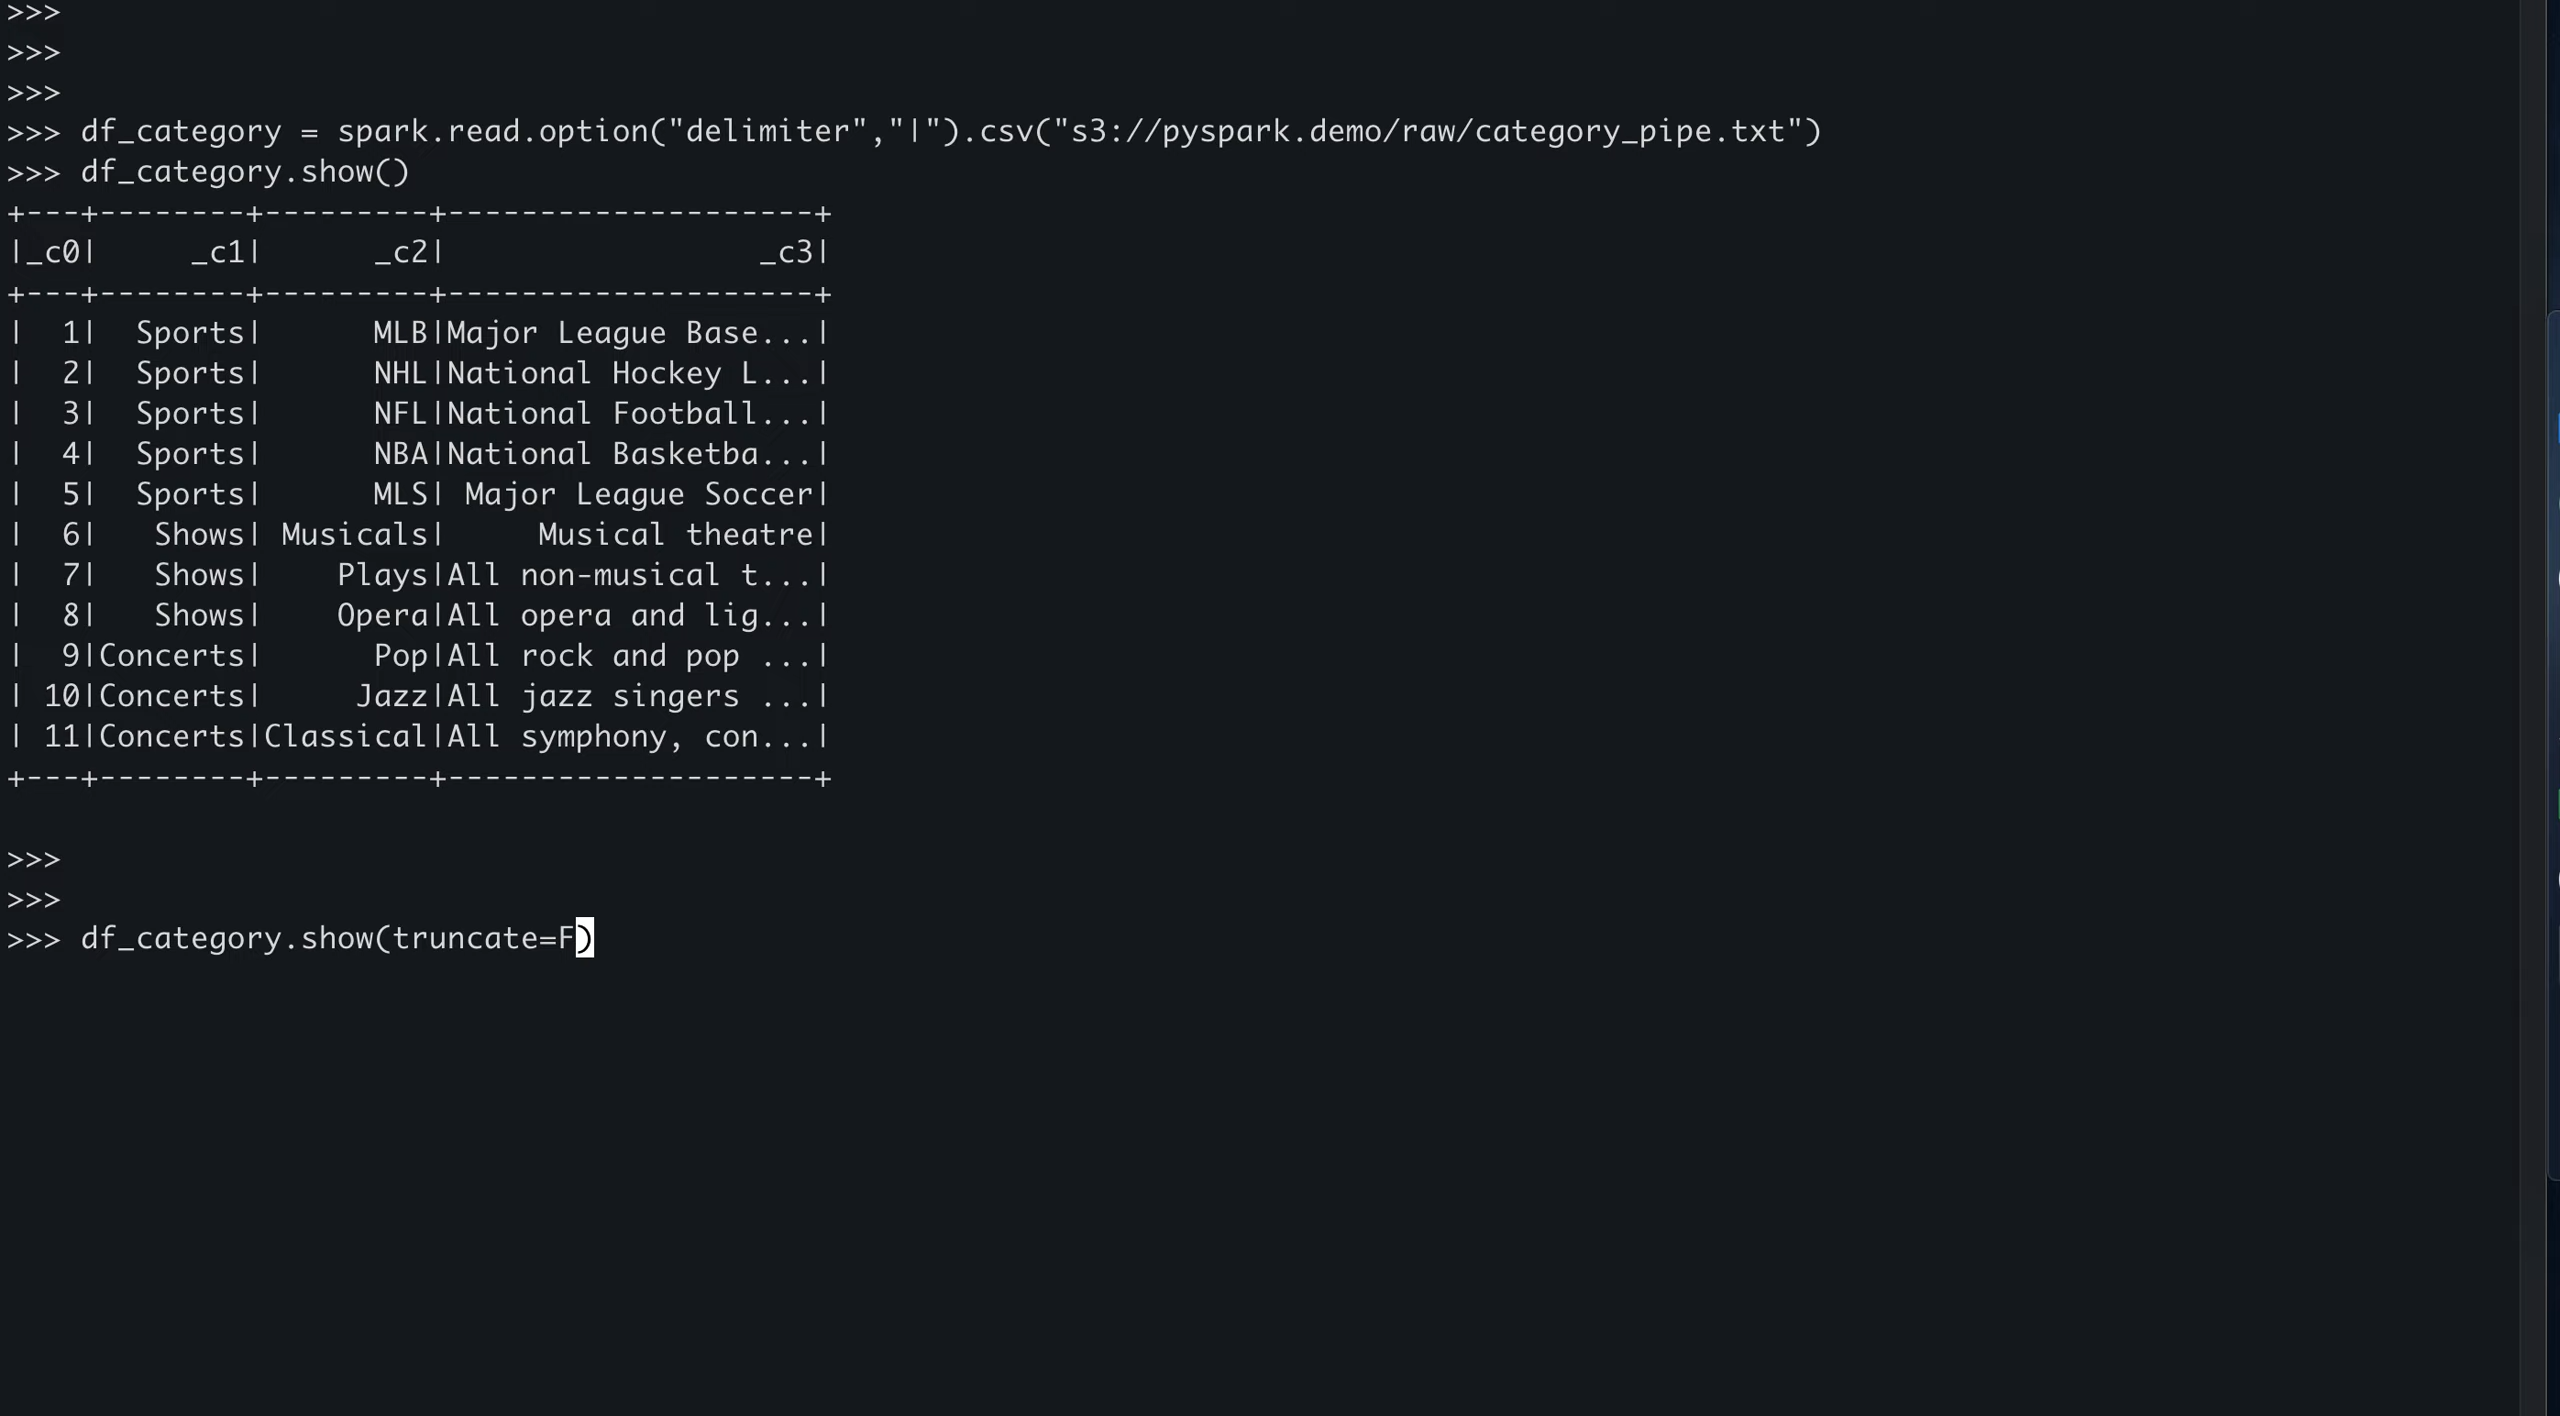 >>>
>>>
>>>
>>> df_category = spark.read.option("delimiter","|").csv("s3://pyspark.demo/raw/category_pipe.txt")
>>> df_category.show()
+---+--------+---------+--------------------+
|_c0|     _c1|      _c2|                 _c3|
+---+--------+---------+--------------------+
|  1|  Sports|      MLB|Major League Base...|
|  2|  Sports|      NHL|National Hockey L...|
|  3|  Sports|      NFL|National Football...|
|  4|  Sports|      NBA|National Basketba...|
|  5|  Sports|      MLS| Major League Soccer|
|  6|   Shows| Musicals|     Musical theatre|
|  7|   Shows|    Plays|All non-musical t...|
|  8|   Shows|    Opera|All opera and lig...|
|  9|Concerts|      Pop|All rock and pop ...|
| 10|Concerts|     Jazz|All jazz singers ...|
| 11|Concerts|Classical|All symphony, con...|
+---+--------+---------+--------------------+
>>>
>>>
>>> df_category.show(truncate=F)